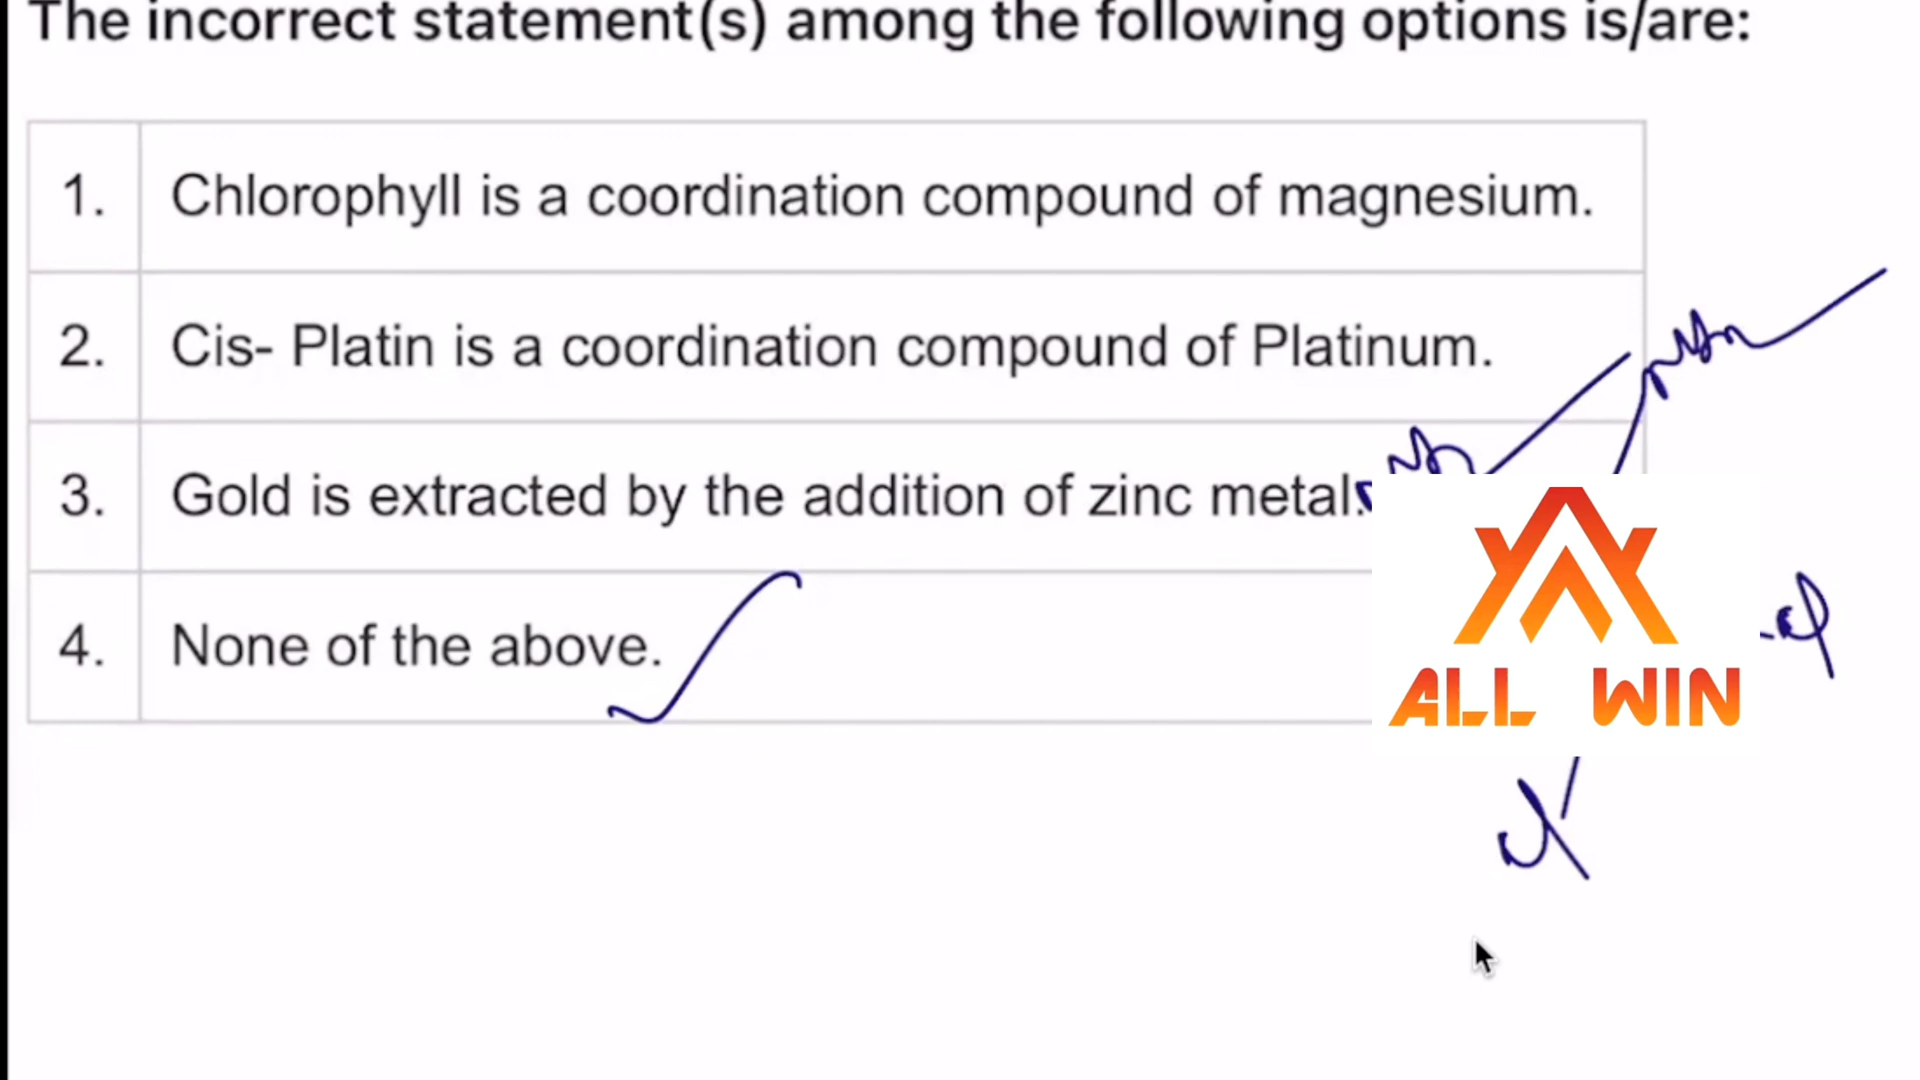 The incorrect statement(s) among the following options is/are:
1. Chlorophyll is a coordination compound of magnesium.
2. Cis- Platin is a coordination compound of Platinum.
3. Gold is extracted by the addition of zinc metal.
4. None of the above.
ALL WIN